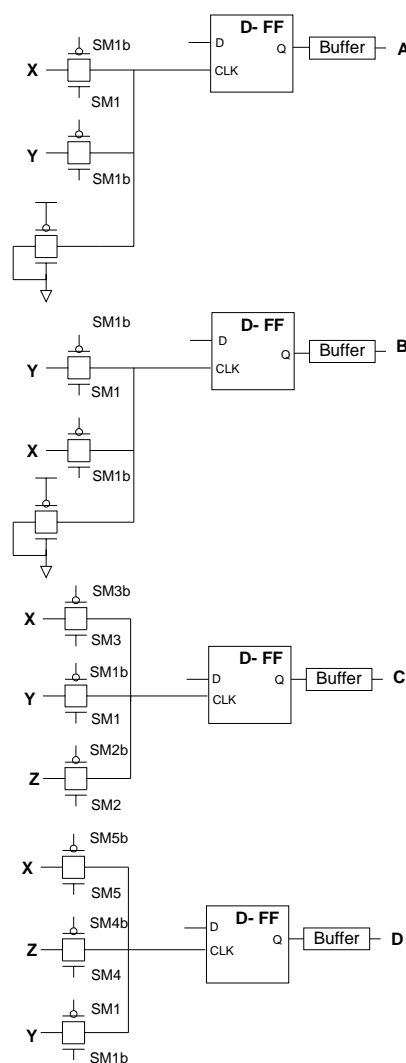 D- FF
SM1b
D
Q
Buffer
A
X
CLK
SM1
Y
SM1b
SM1b
D- FF
D
Q
Buffer
B
Y
CLK
SM1
X
SM1b
SM3b
X
D- FF
SM3
D
Q
Buffer
C
SM1b
Y
CLK
SM1
SM2b
Z
SM2
SM5b
X
SM5
D- FF
SM4b
D
Q
Buffer
D
Z
CLK
SM4
SM1
Y
SM1b